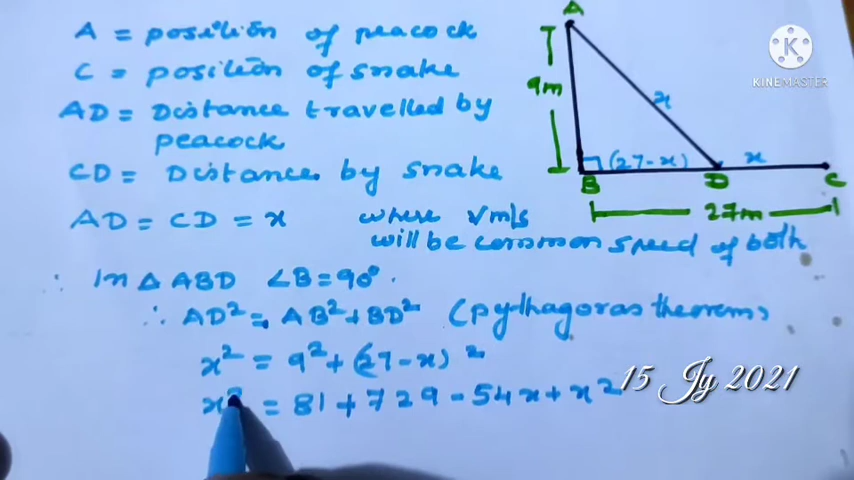 A = position of peacock
C = position of snake
AD = Distance travelled by
peacock
CD = Distance by snake
AD = CD = x where v m/s
will be common speed of both
∴ In △ ABD ∠B = 90°.
∴ AD² = AB² + BD² (pythagoras theorem)
x² = 9² + (27-x)²
x² = 81 + 729 - 54x + x²
A
9m
x
(27-x)
x
B
D
C
27m
K
KINEMASTER
15 Jy 2021